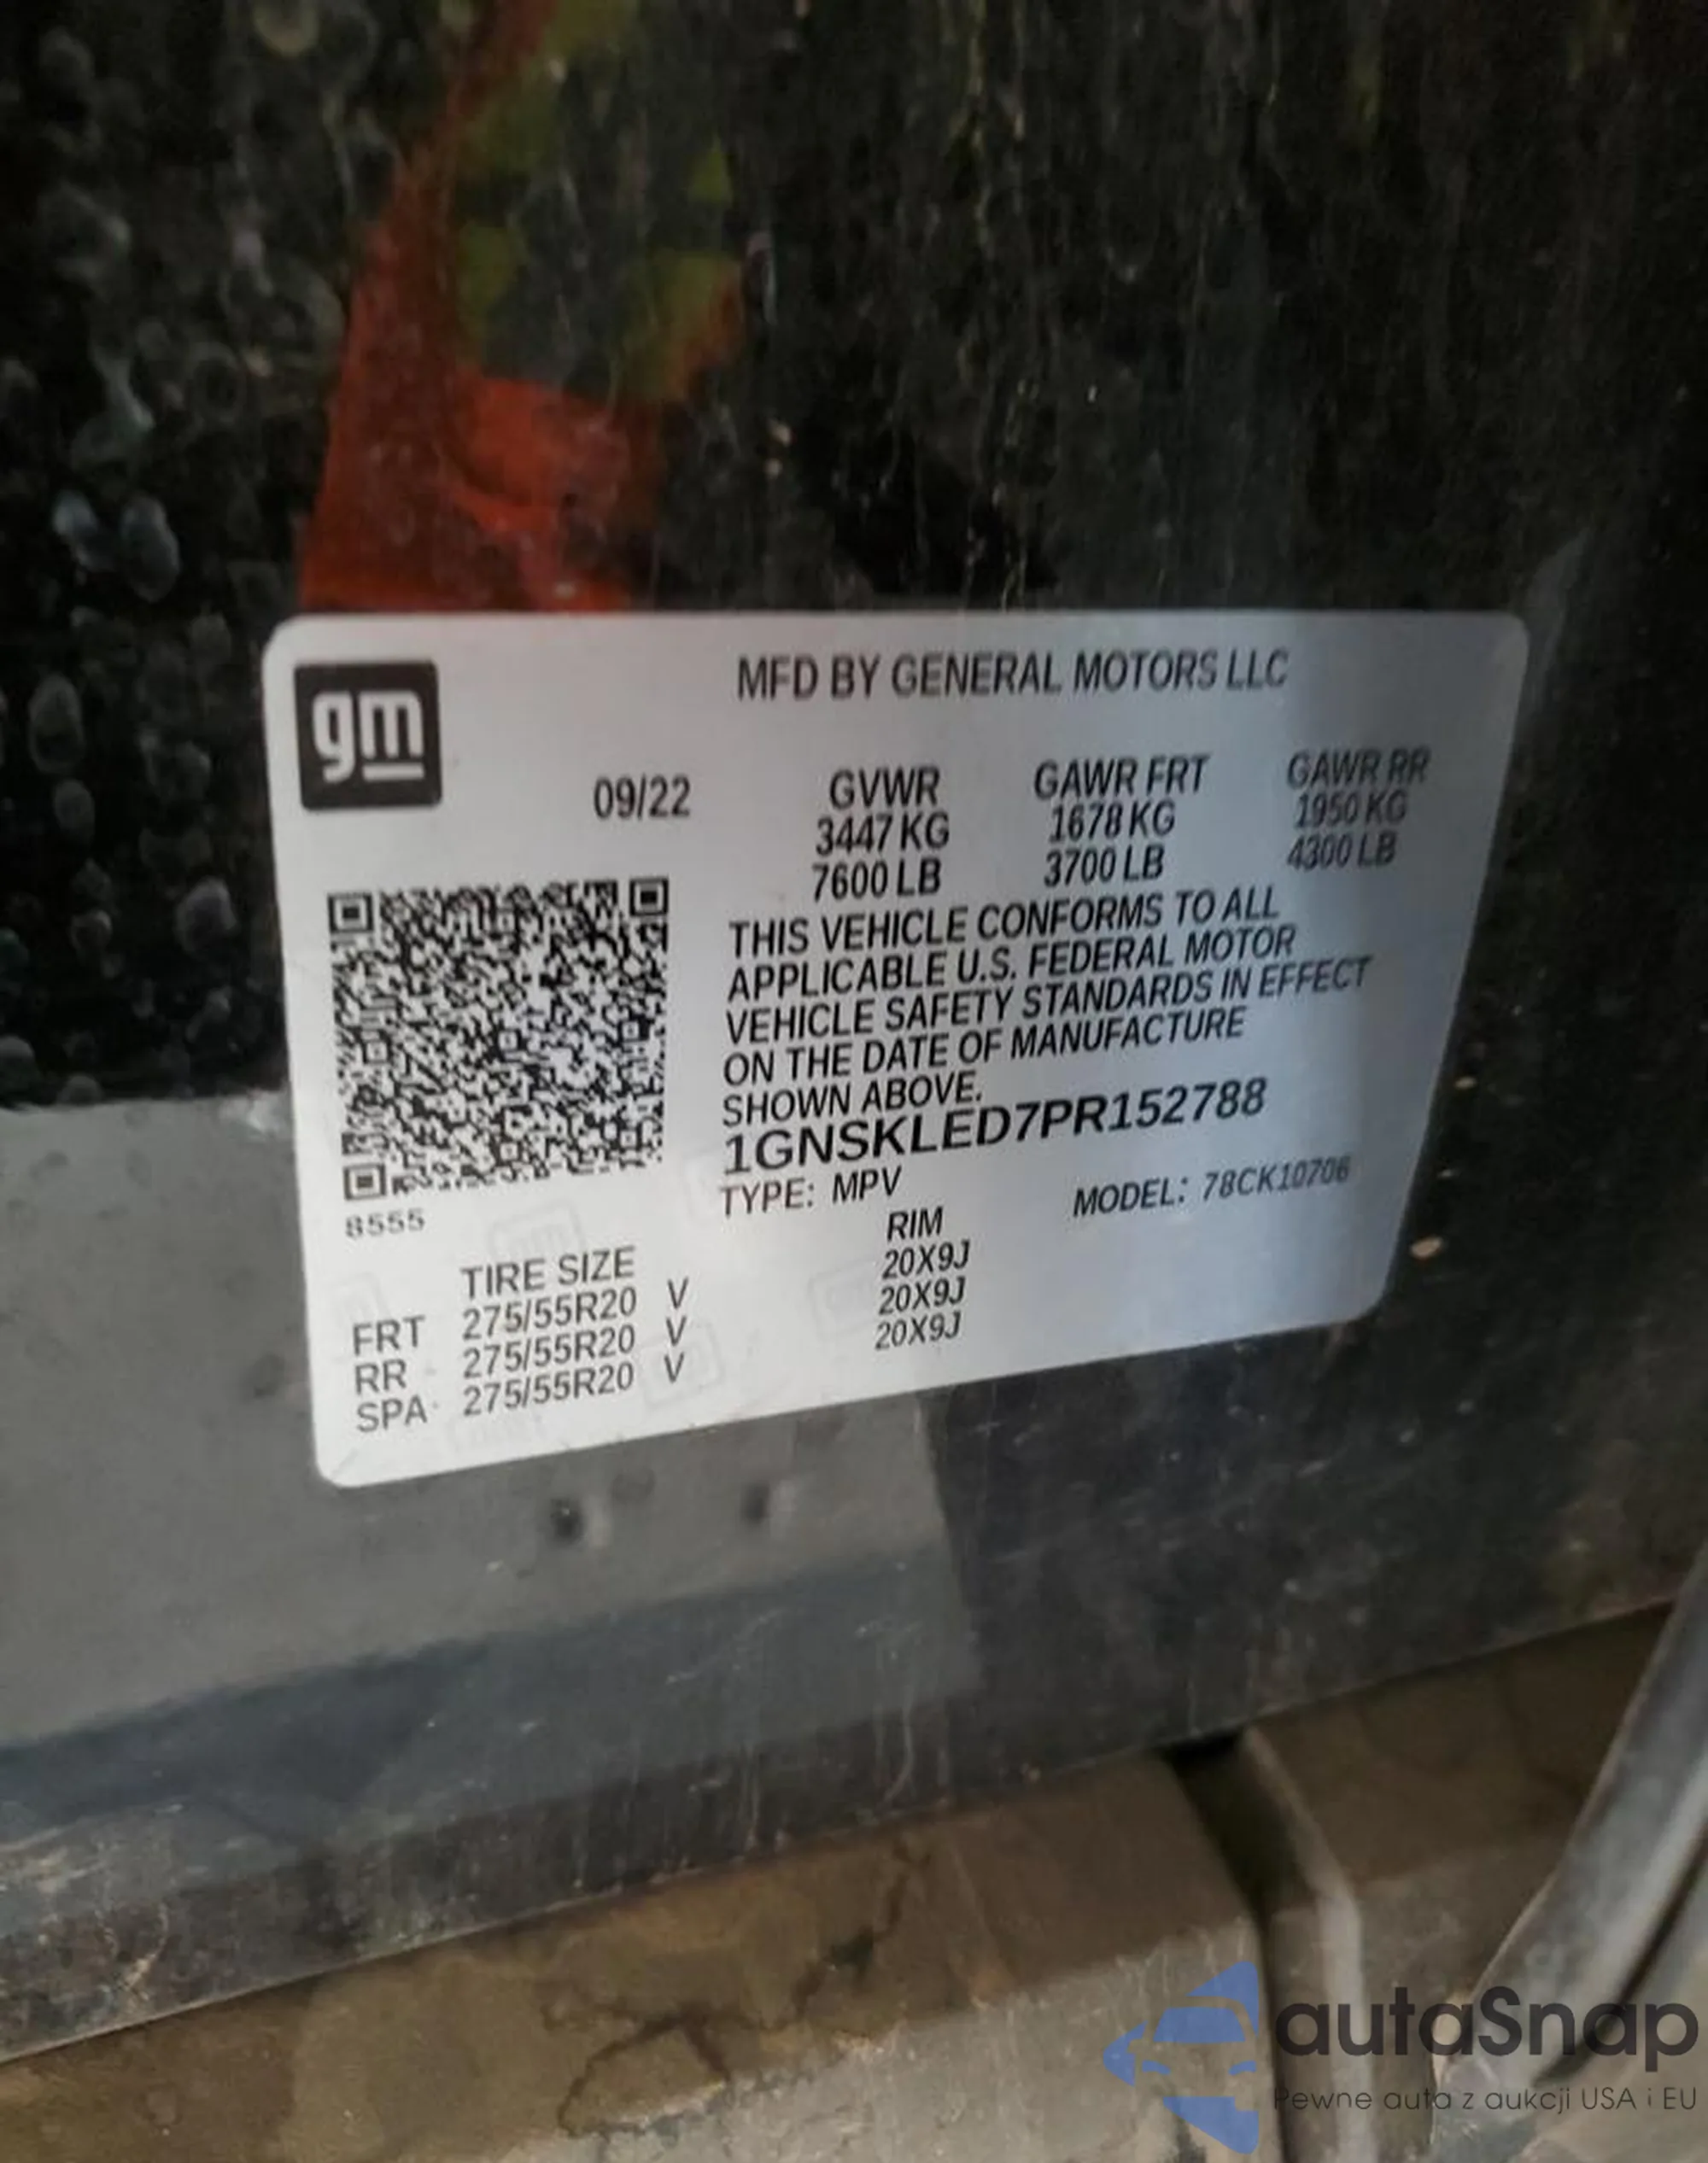 gm
MFD BY GENERAL MOTORS LLC
09/22
GVWR GAWR FRT GAWR RR
3447 KG 1678 KG 1950 KG
7600 LB 3700 LB 4300 LB
THIS VEHICLE CONFORMS TO ALL
APPLICABLE U.S. FEDERAL MOTOR
VEHICLE SAFETY STANDARDS IN EFFECT
ON THE DATE OF MANUFACTURE
SHOWN ABOVE.
1GNSKLED7PR152788
TYPE: MPV MODEL: 78CK10706
8555
TIRE SIZE RIM
FRT 275/55R20 V 20X9J
RR 275/55R20 V 20X9J
SPA 275/55R20 V 20X9J
autaSnap
Pewne auta z aukcji USA i EU